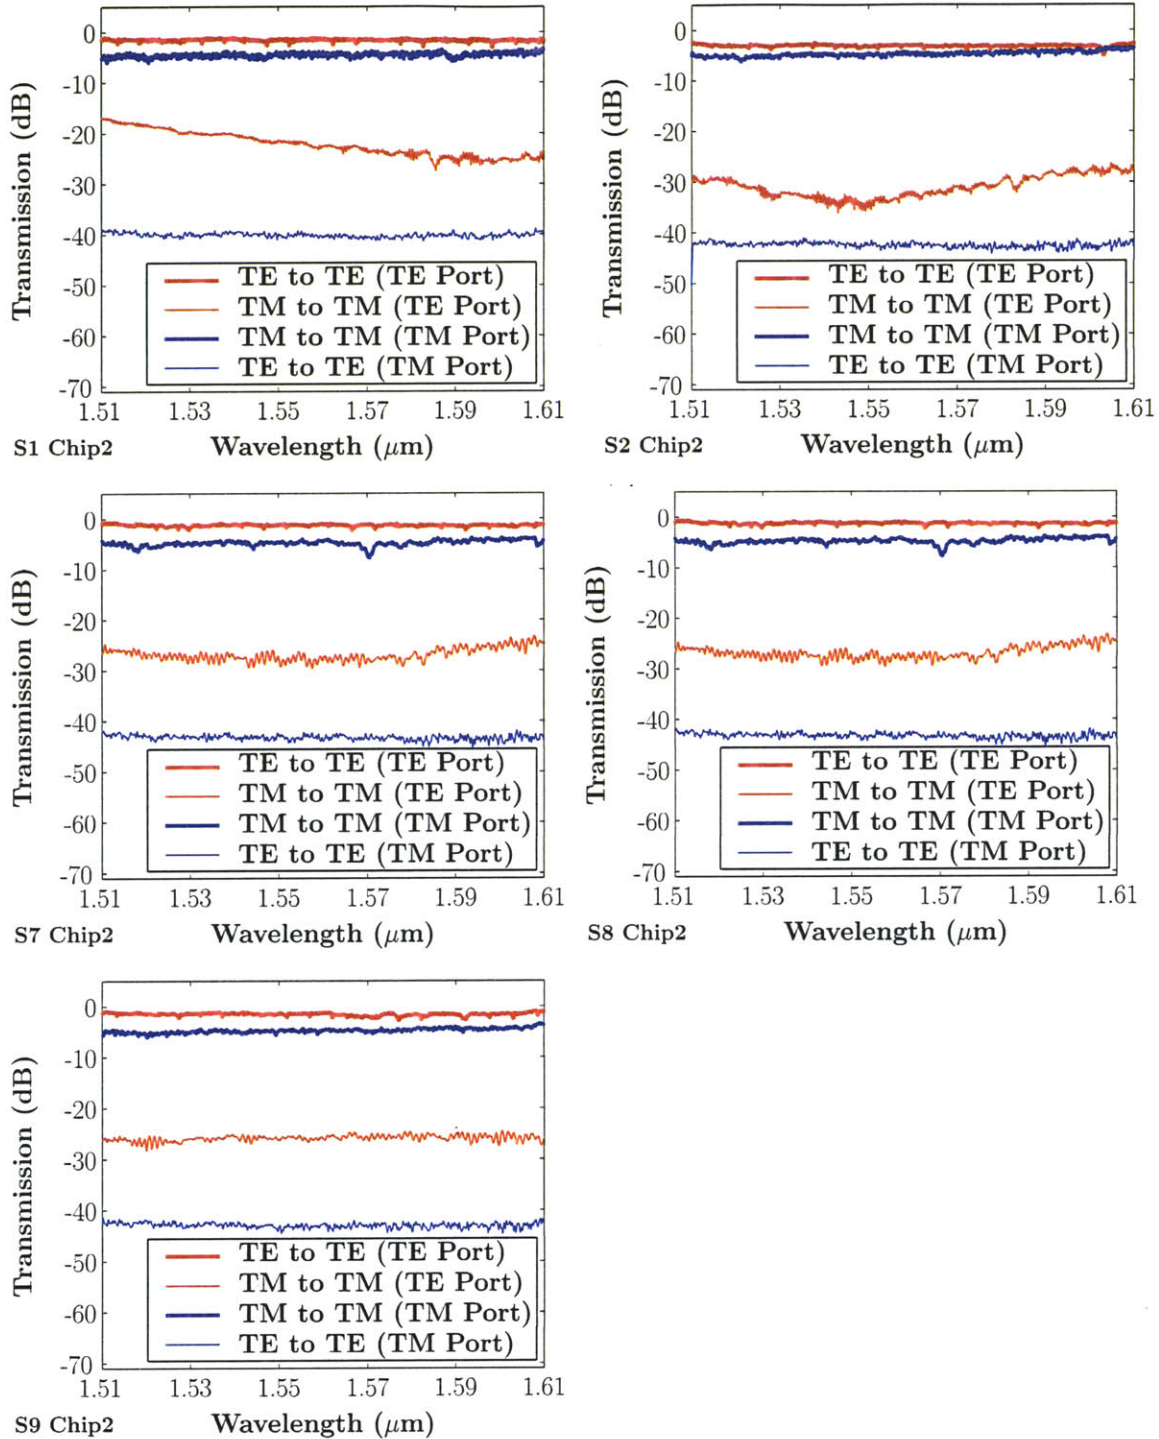 Transmission (dB)
0
-10
-20
-30
-40
-50
-60
-70
TE to TE (TE Port)
TM to TM (TE Port)
TM to TM (TM Port)
TE to TE (TM Port)
1.51 1.53 1.55 1.57 1.59 1.61
S1 Chip2 Wavelength (μm)
Transmission (dB)
0
-10
-20
-30
-40
-50
-60
-70
TE to TE (TE Port)
TM to TM (TE Port)
TM to TM (TM Port)
TE to TE (TM Port)
1.51 1.53 1.55 1.57 1.59 1.61
S2 Chip2 Wavelength (μm)
Transmission (dB)
0
-10
-20
-30
-40
-50
-60
-70
TE to TE (TE Port)
TM to TM (TE Port)
TM to TM (TM Port)
TE to TE (TM Port)
1.51 1.53 1.55 1.57 1.59 1.61
S7 Chip2 Wavelength (μm)
Transmission (dB)
0
-10
-20
-30
-40
-50
-60
-70
TE to TE (TE Port)
TM to TM (TE Port)
TM to TM (TM Port)
TE to TE (TM Port)
1.51 1.53 1.55 1.57 1.59 1.61
S8 Chip2 Wavelength (μm)
Transmission (dB)
0
-10
-20
-30
-40
-50
-60
-70
TE to TE (TE Port)
TM to TM (TE Port)
TM to TM (TM Port)
TE to TE (TM Port)
1.51 1.53 1.55 1.57 1.59 1.61
S9 Chip2 Wavelength (μm)